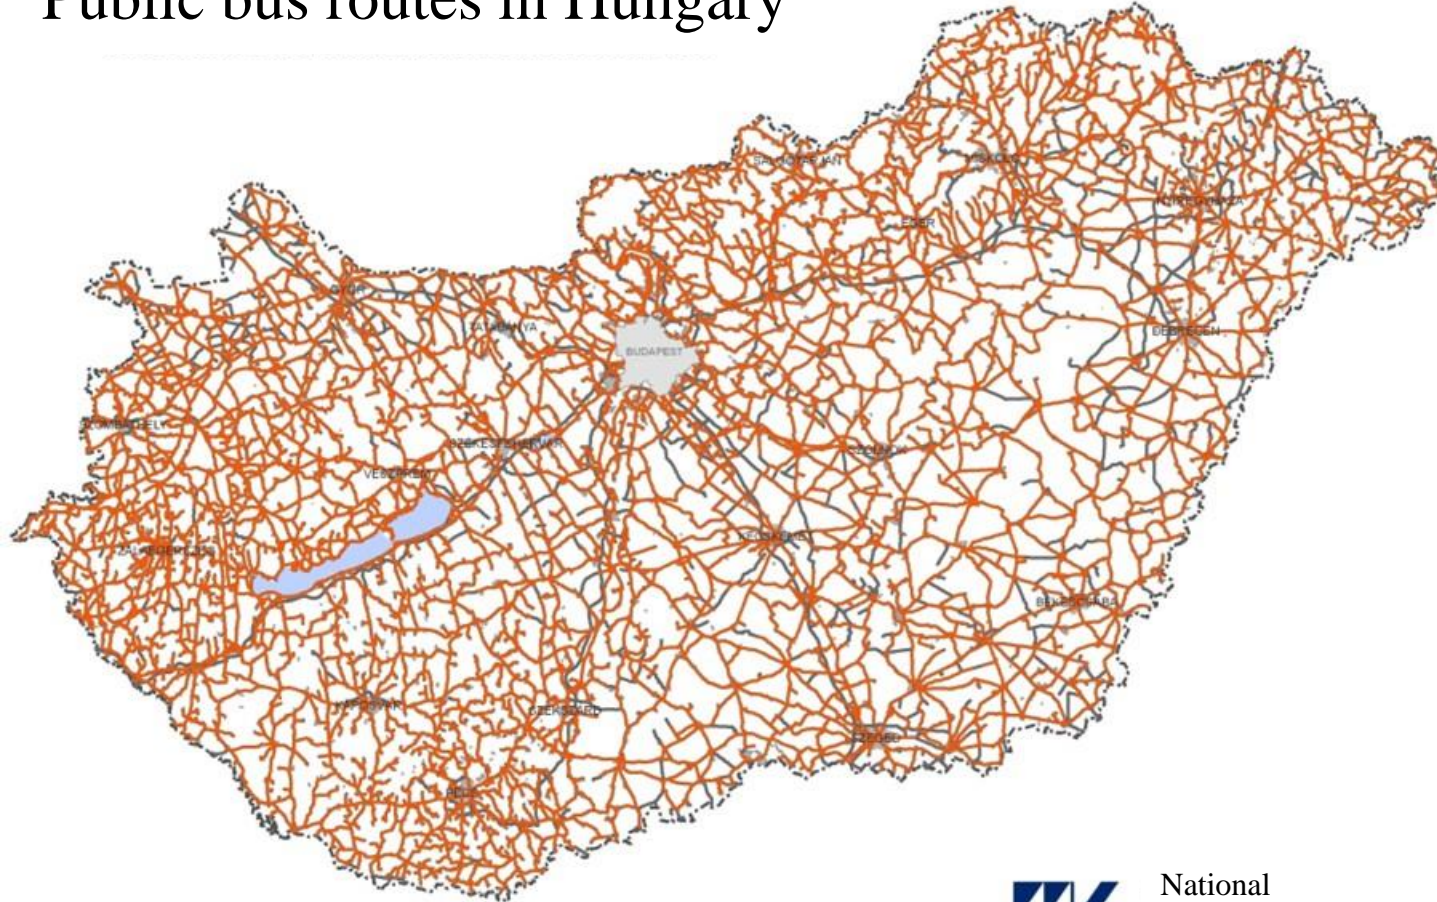 Public bus routes in Hungary
SALGÓTARJÁN
MISKOLC
NYÍREGYHÁZA
EGER
GYŐR
TATABÁNYA
DEBRECEN
BUDAPEST
SZOMBATHELY
SZÉKESFEHÉRVÁR
SZOLNOK
VESZPRÉM
KECSKEMÉT
ZALAEGERSZEG
BÉKÉSCSABA
KAPOSVÁR
SZEKSZÁRD
SZEGED
PÉCS
National